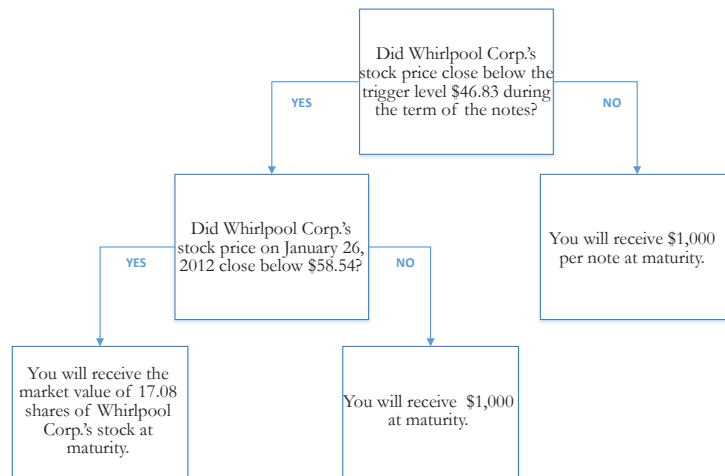 Did Whirlpool Corp.'s
stock price close below the
trigger level $46.83 during
the term of the notes?
YES
NO
Did Whirlpool Corp.'s
stock price on January 26,
2012 close below $58.54?
You will receive $1,000
per note at maturity.
YES
NO
You will receive the
market value of 17.08
shares of Whirlpool
Corp.'s stock at
maturity.
You will receive $1,000
at maturity.